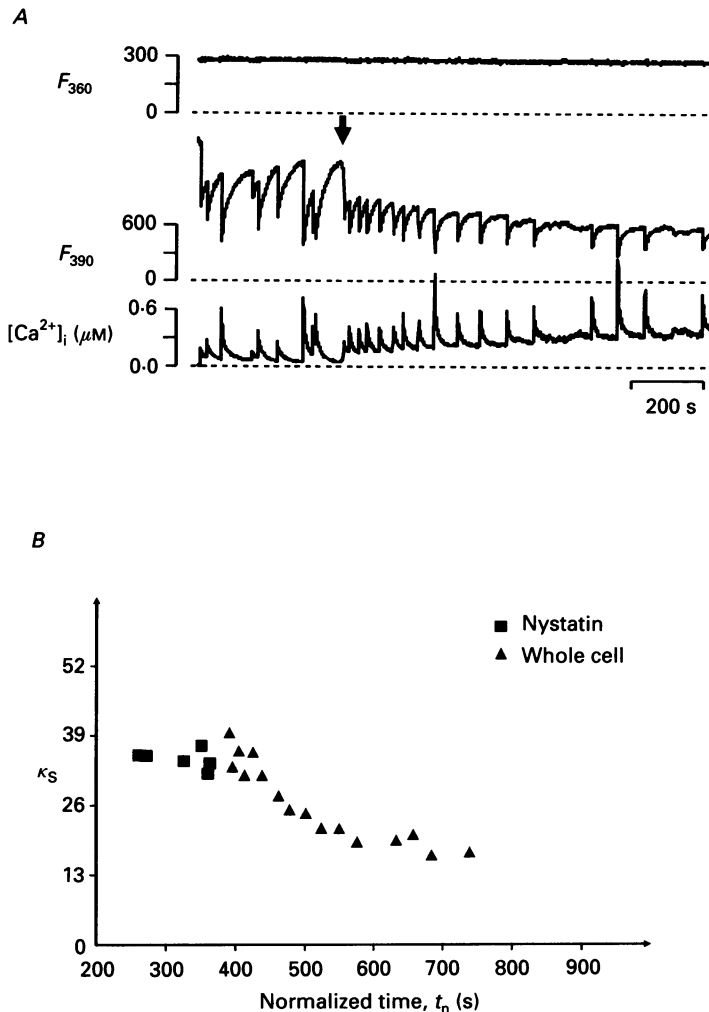 A
300
F360
0
600
F390
0
0·6
[Ca2+]i (μM)
0·0
200 s
B
Nystatin
Whole cell
52
39
κS
26
13
0
200 300 400 500 600 700 800 900
Normalized time, tn (s)